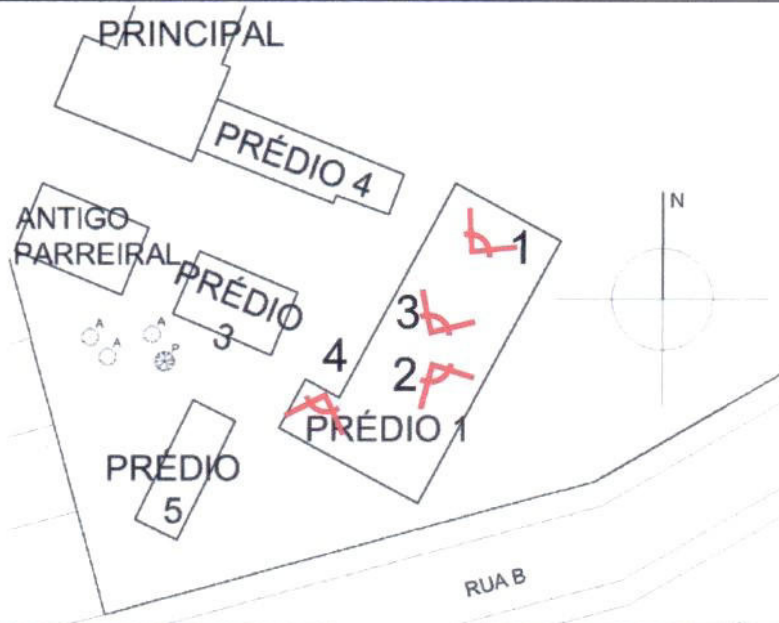 PRINCIPAL
PRÉDIO 4
ANTIGO
PARREIRAL
PRÉDIO
3
A
A
A
P
N
1
3
2
4
PRÉDIO 1
PRÉDIO
5
RUA B